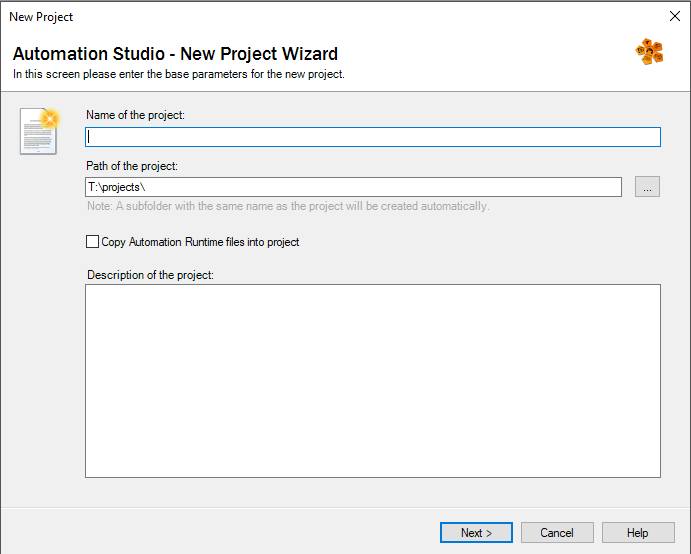 New Project
Automation Studio - New Project Wizard
In this screen please enter the base parameters for the new project.
Name of the project:
Path of the project:
T:\projects\
...
Note: A subfolder with the same name as the project will be created automatically.
Copy Automation Runtime files into project
Description of the project:
Next >
Cancel
Help